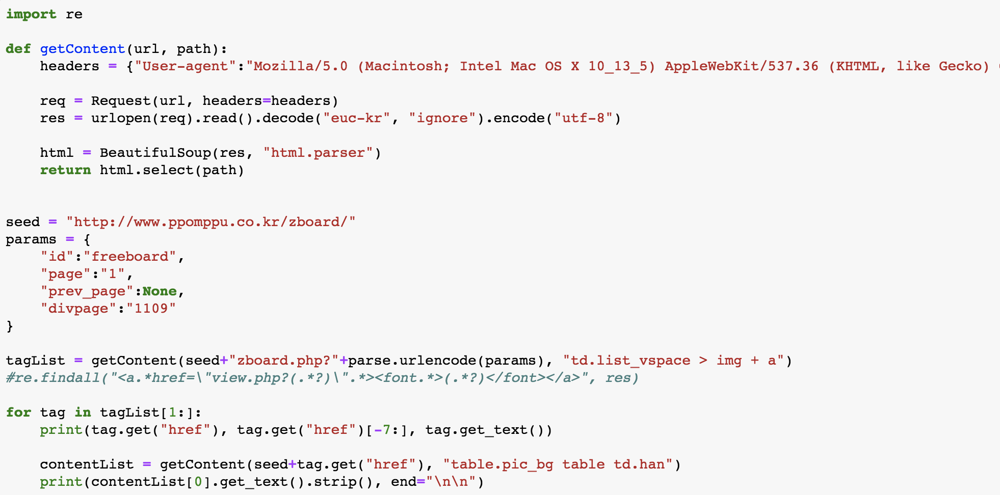 import re
def getContent(url, path):
headers = {"User-agent":"Mozilla/5.0 (Macintosh; Intel Mac OS X 10_13_5) AppleWebKit/537.36 (KHTML, like Gecko)
req = Request(url, headers=headers)
res = urlopen(req).read().decode("euc-kr", "ignore").encode("utf-8")
html = BeautifulSoup(res, "html.parser")
return html.select(path)
seed = "http://www.ppomppu.co.kr/zboard/"
params = {
"id":"freeboard",
"page":"1",
"prev_page":None,
"divpage":"1109"
}
tagList = getContent(seed+"zboard.php?"+parse.urlencode(params), "td.list_vspace > img + a")
#re.findall("<a.*href=\"view.php?(.*?)\".*><font.*>(.*?)</font></a>", res)
for tag in tagList[1:]:
print(tag.get("href"), tag.get("href")[-7:], tag.get_text())
contentList = getContent(seed+tag.get("href"), "table.pic_bg table td.han")
print(contentList[0].get_text().strip(), end="\n\n")